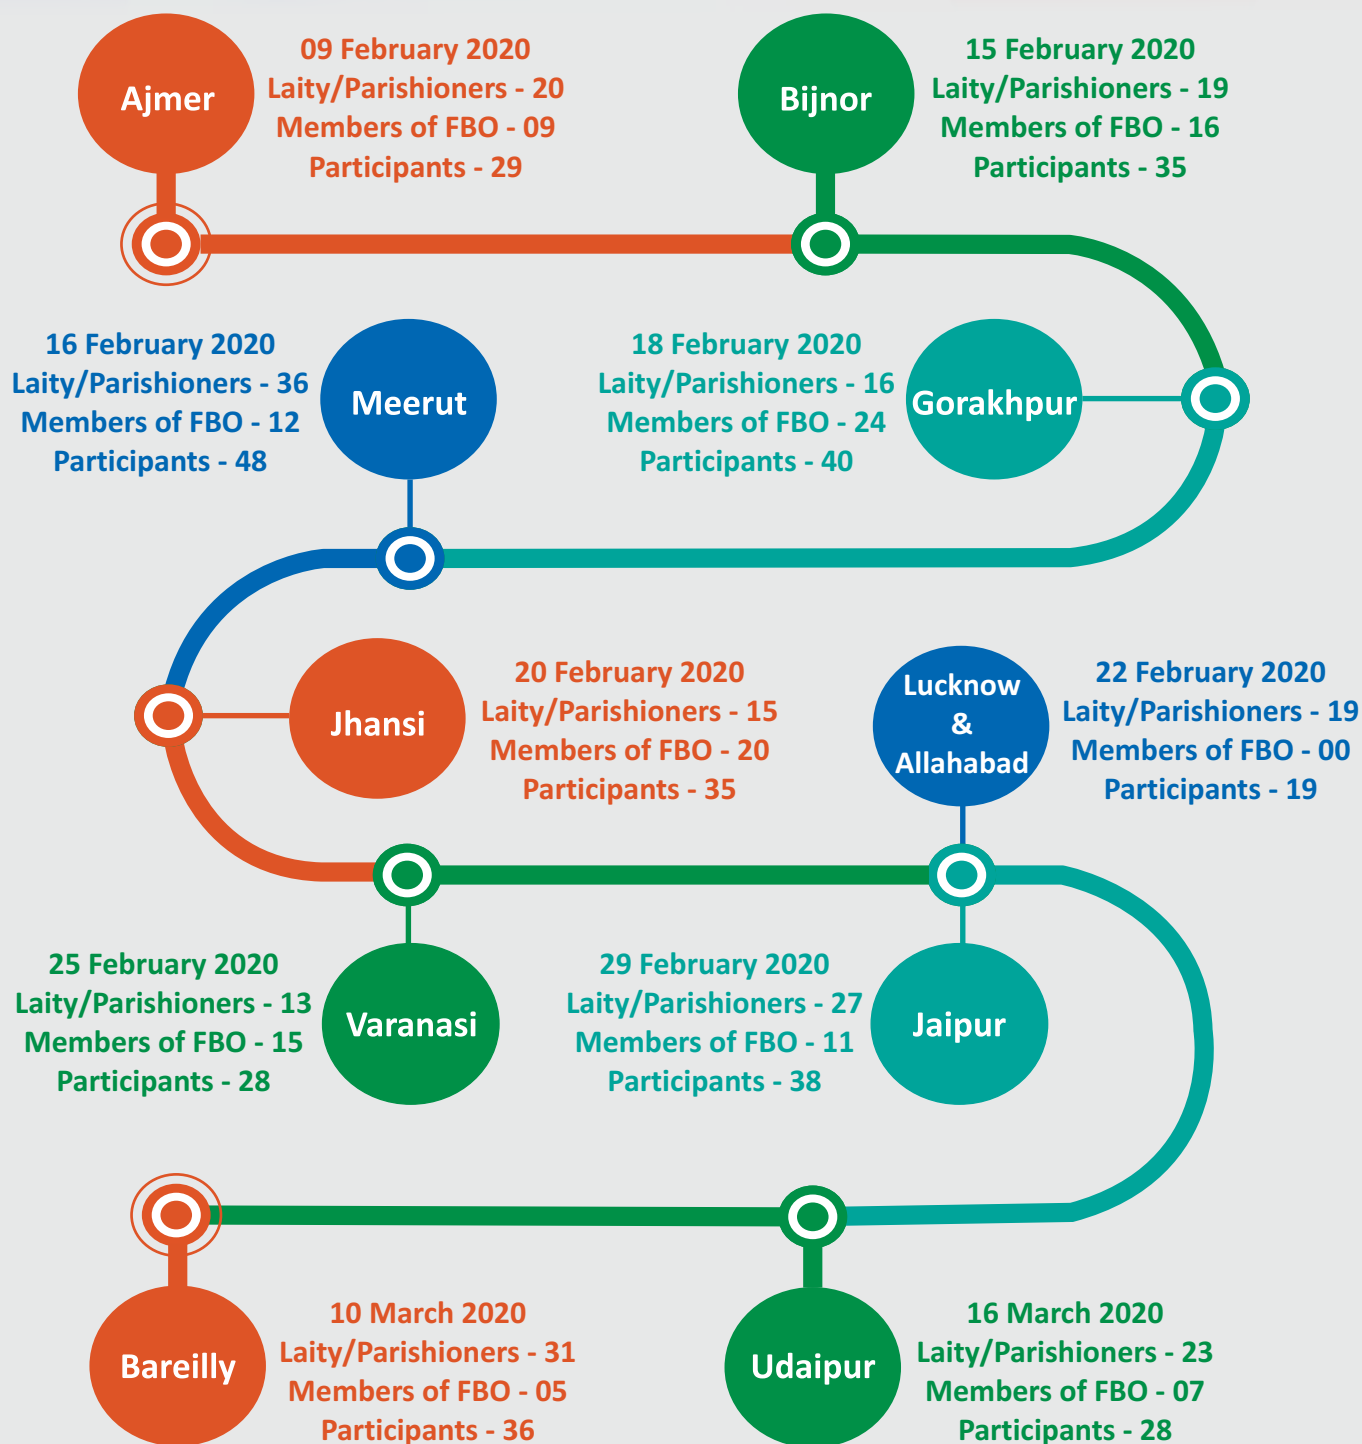 Ajmer
09 February 2020
Laity/Parishioners - 20
Members of FBO - 09
Participants - 29
Bijnor
15 February 2020
Laity/Parishioners - 19
Members of FBO - 16
Participants - 35
16 February 2020
Laity/Parishioners - 36
Members of FBO - 12
Participants - 48
Meerut
18 February 2020
Laity/Parishioners - 16
Members of FBO - 24
Participants - 40
Gorakhpur
Jhansi
20 February 2020
Laity/Parishioners - 15
Members of FBO - 20
Participants - 35
Lucknow
&
Allahabad
22 February 2020
Laity/Parishioners - 19
Members of FBO - 00
Participants - 19
25 February 2020
Laity/Parishioners - 13
Members of FBO - 15
Participants - 28
Varanasi
29 February 2020
Laity/Parishioners - 27
Members of FBO - 11
Participants - 38
Jaipur
Bareilly
10 March 2020
Laity/Parishioners - 31
Members of FBO - 05
Participants - 36
Udaipur
16 March 2020
Laity/Parishioners - 23
Members of FBO - 07
Participants - 28